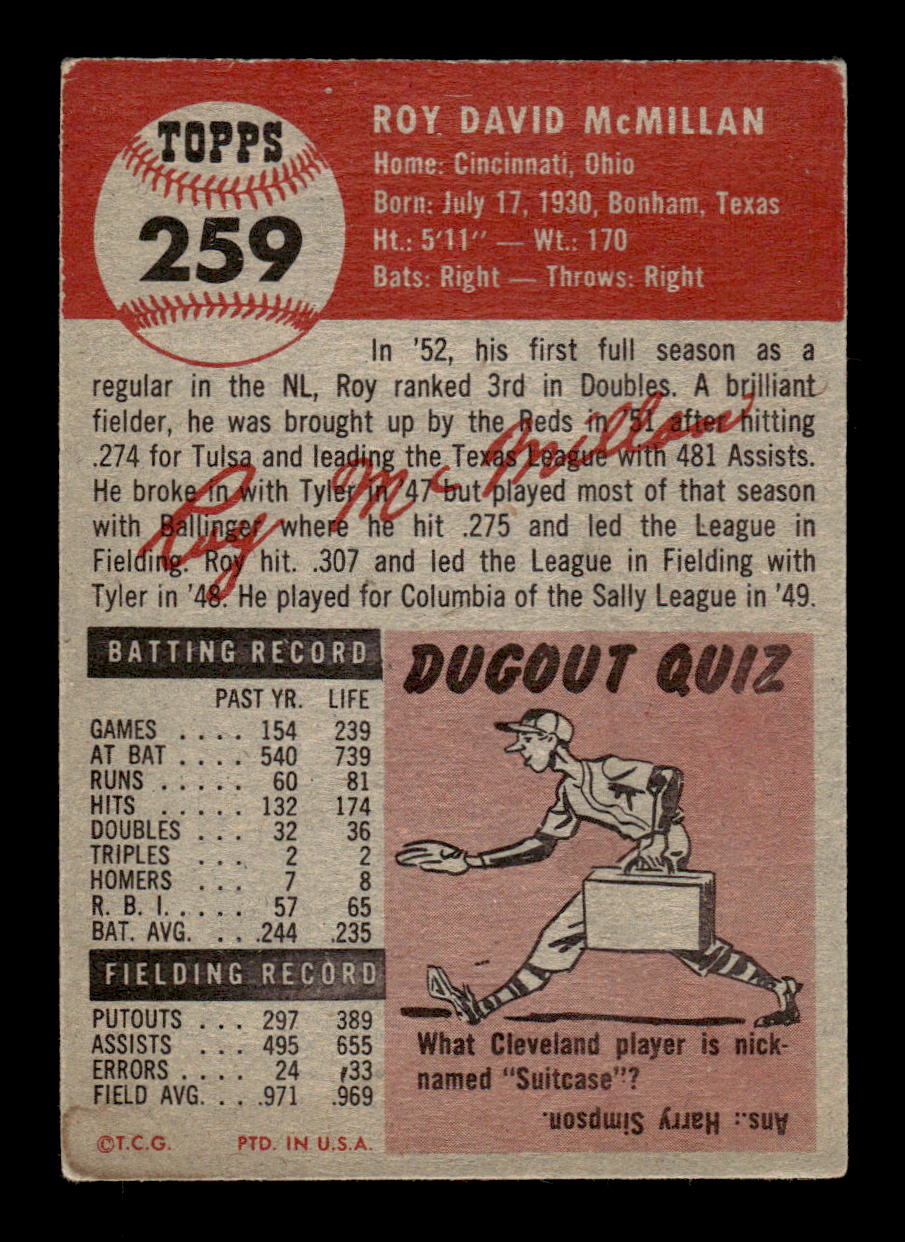 TOPPS
259
ROY DAVID McMILLAN
Home: Cincinnati, Ohio
Born: July 17, 1930, Bonham, Texas
Ht.: 5'11" — Wt.: 170
Bats: Right — Throws: Right
In '52, his first full season as a
regular in the NL, Roy ranked 3rd in Doubles. A brilliant
fielder, he was brought up by the Reds in '51 after hitting
.274 for Tulsa and leading the Texas League with 481 Assists.
He broke in with Tyler in '47 but played most of that season
with Ballinger where he hit .275 and led the League in
Fielding. Roy hit. .307 and led the League in Fielding with
Tyler in '48. He played for Columbia of the Sally League in '49.
Roy McMillan
BATTING RECORD
PAST YR. LIFE
GAMES . . . . 154 239
AT BAT . . . . 540 739
RUNS . . . . . 60 81
HITS . . . . . 132 174
DOUBLES . . . 32 36
TRIPLES . . . 2 2
HOMERS . . . 7 8
R. B. I. . . . . 57 65
BAT. AVG. . . .244 .235
FIELDING RECORD
PUTOUTS . . . 297 389
ASSISTS . . . 495 655
ERRORS . . . . 24 33
FIELD AVG. . . .971 .969
©T.C.G. PTD. IN U.S.A.
DUGOUT QUIZ
T
What Cleveland player is nick-
named "Suitcase"?
Ans.: Harry Simpson.